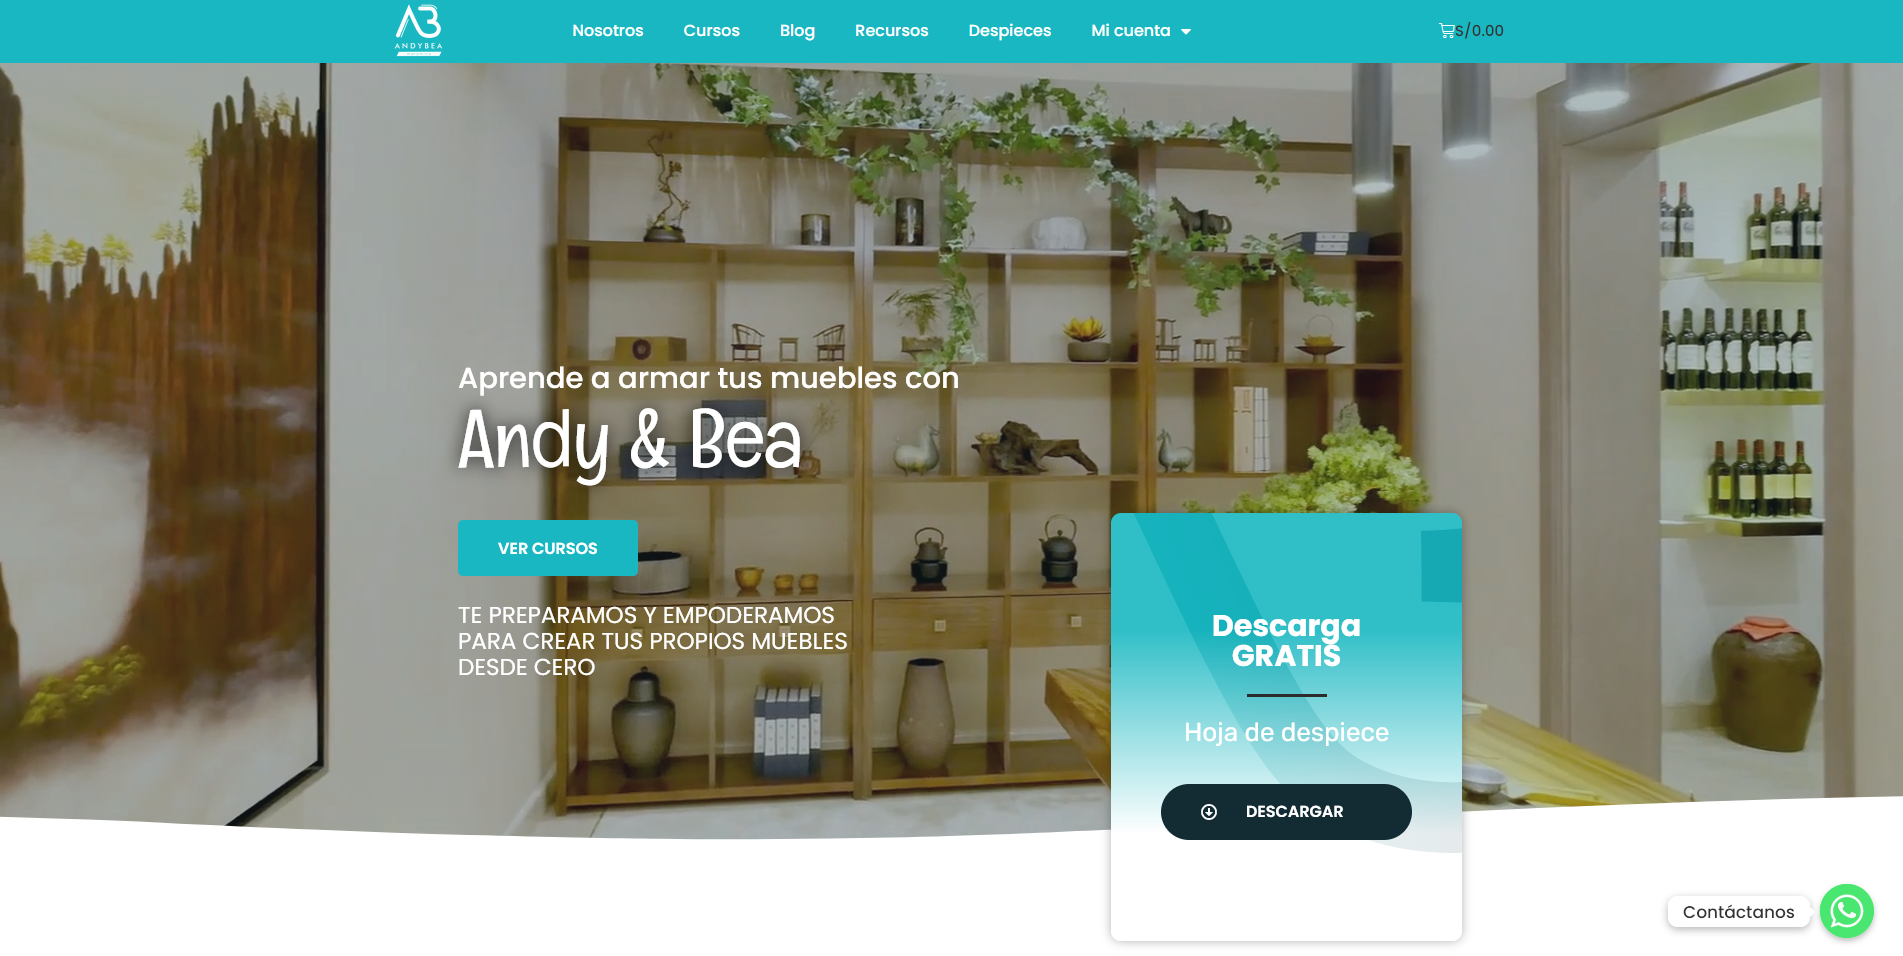 AB
ANDYBEA
Nosotros
Cursos
Blog
Recursos
Despieces
Mi cuenta
S/0.00
Aprende a armar tus muebles con
Andy & Bea
VER CURSOS
TE PREPARAMOS Y EMPODERAMOS
PARA CREAR TUS PROPIOS MUEBLES
DESDE CERO
Descarga
GRATIS
Hoja de despiece
DESCARGAR
Contáctanos